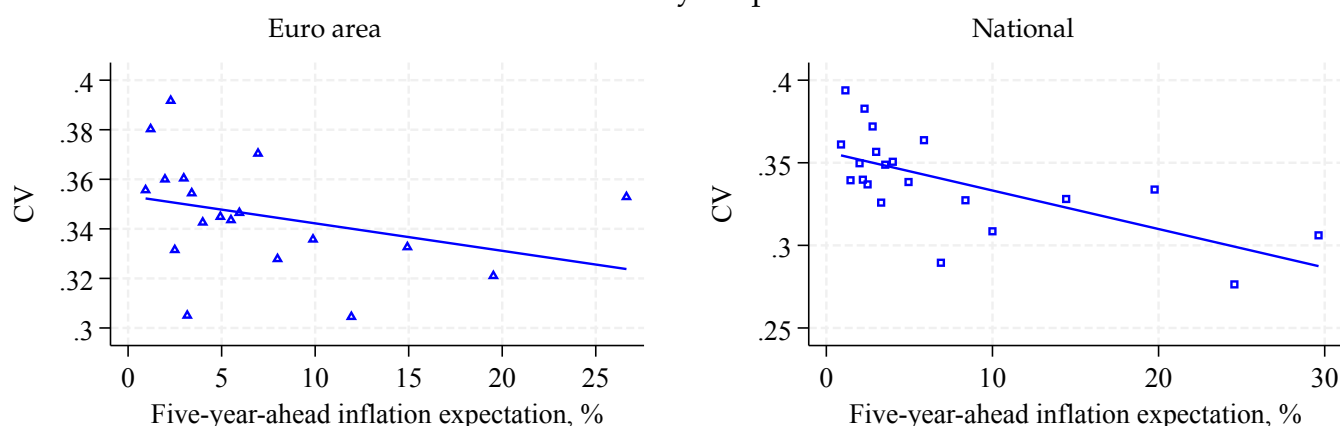 Euro area
.4
.38
.36
.34
.32
.3
CV
0 5 10 15 20 25
Five-year-ahead inflation expectation, %
National
.4
.35
.3
.25
CV
0 10 20 30
Five-year-ahead inflation expectation, %